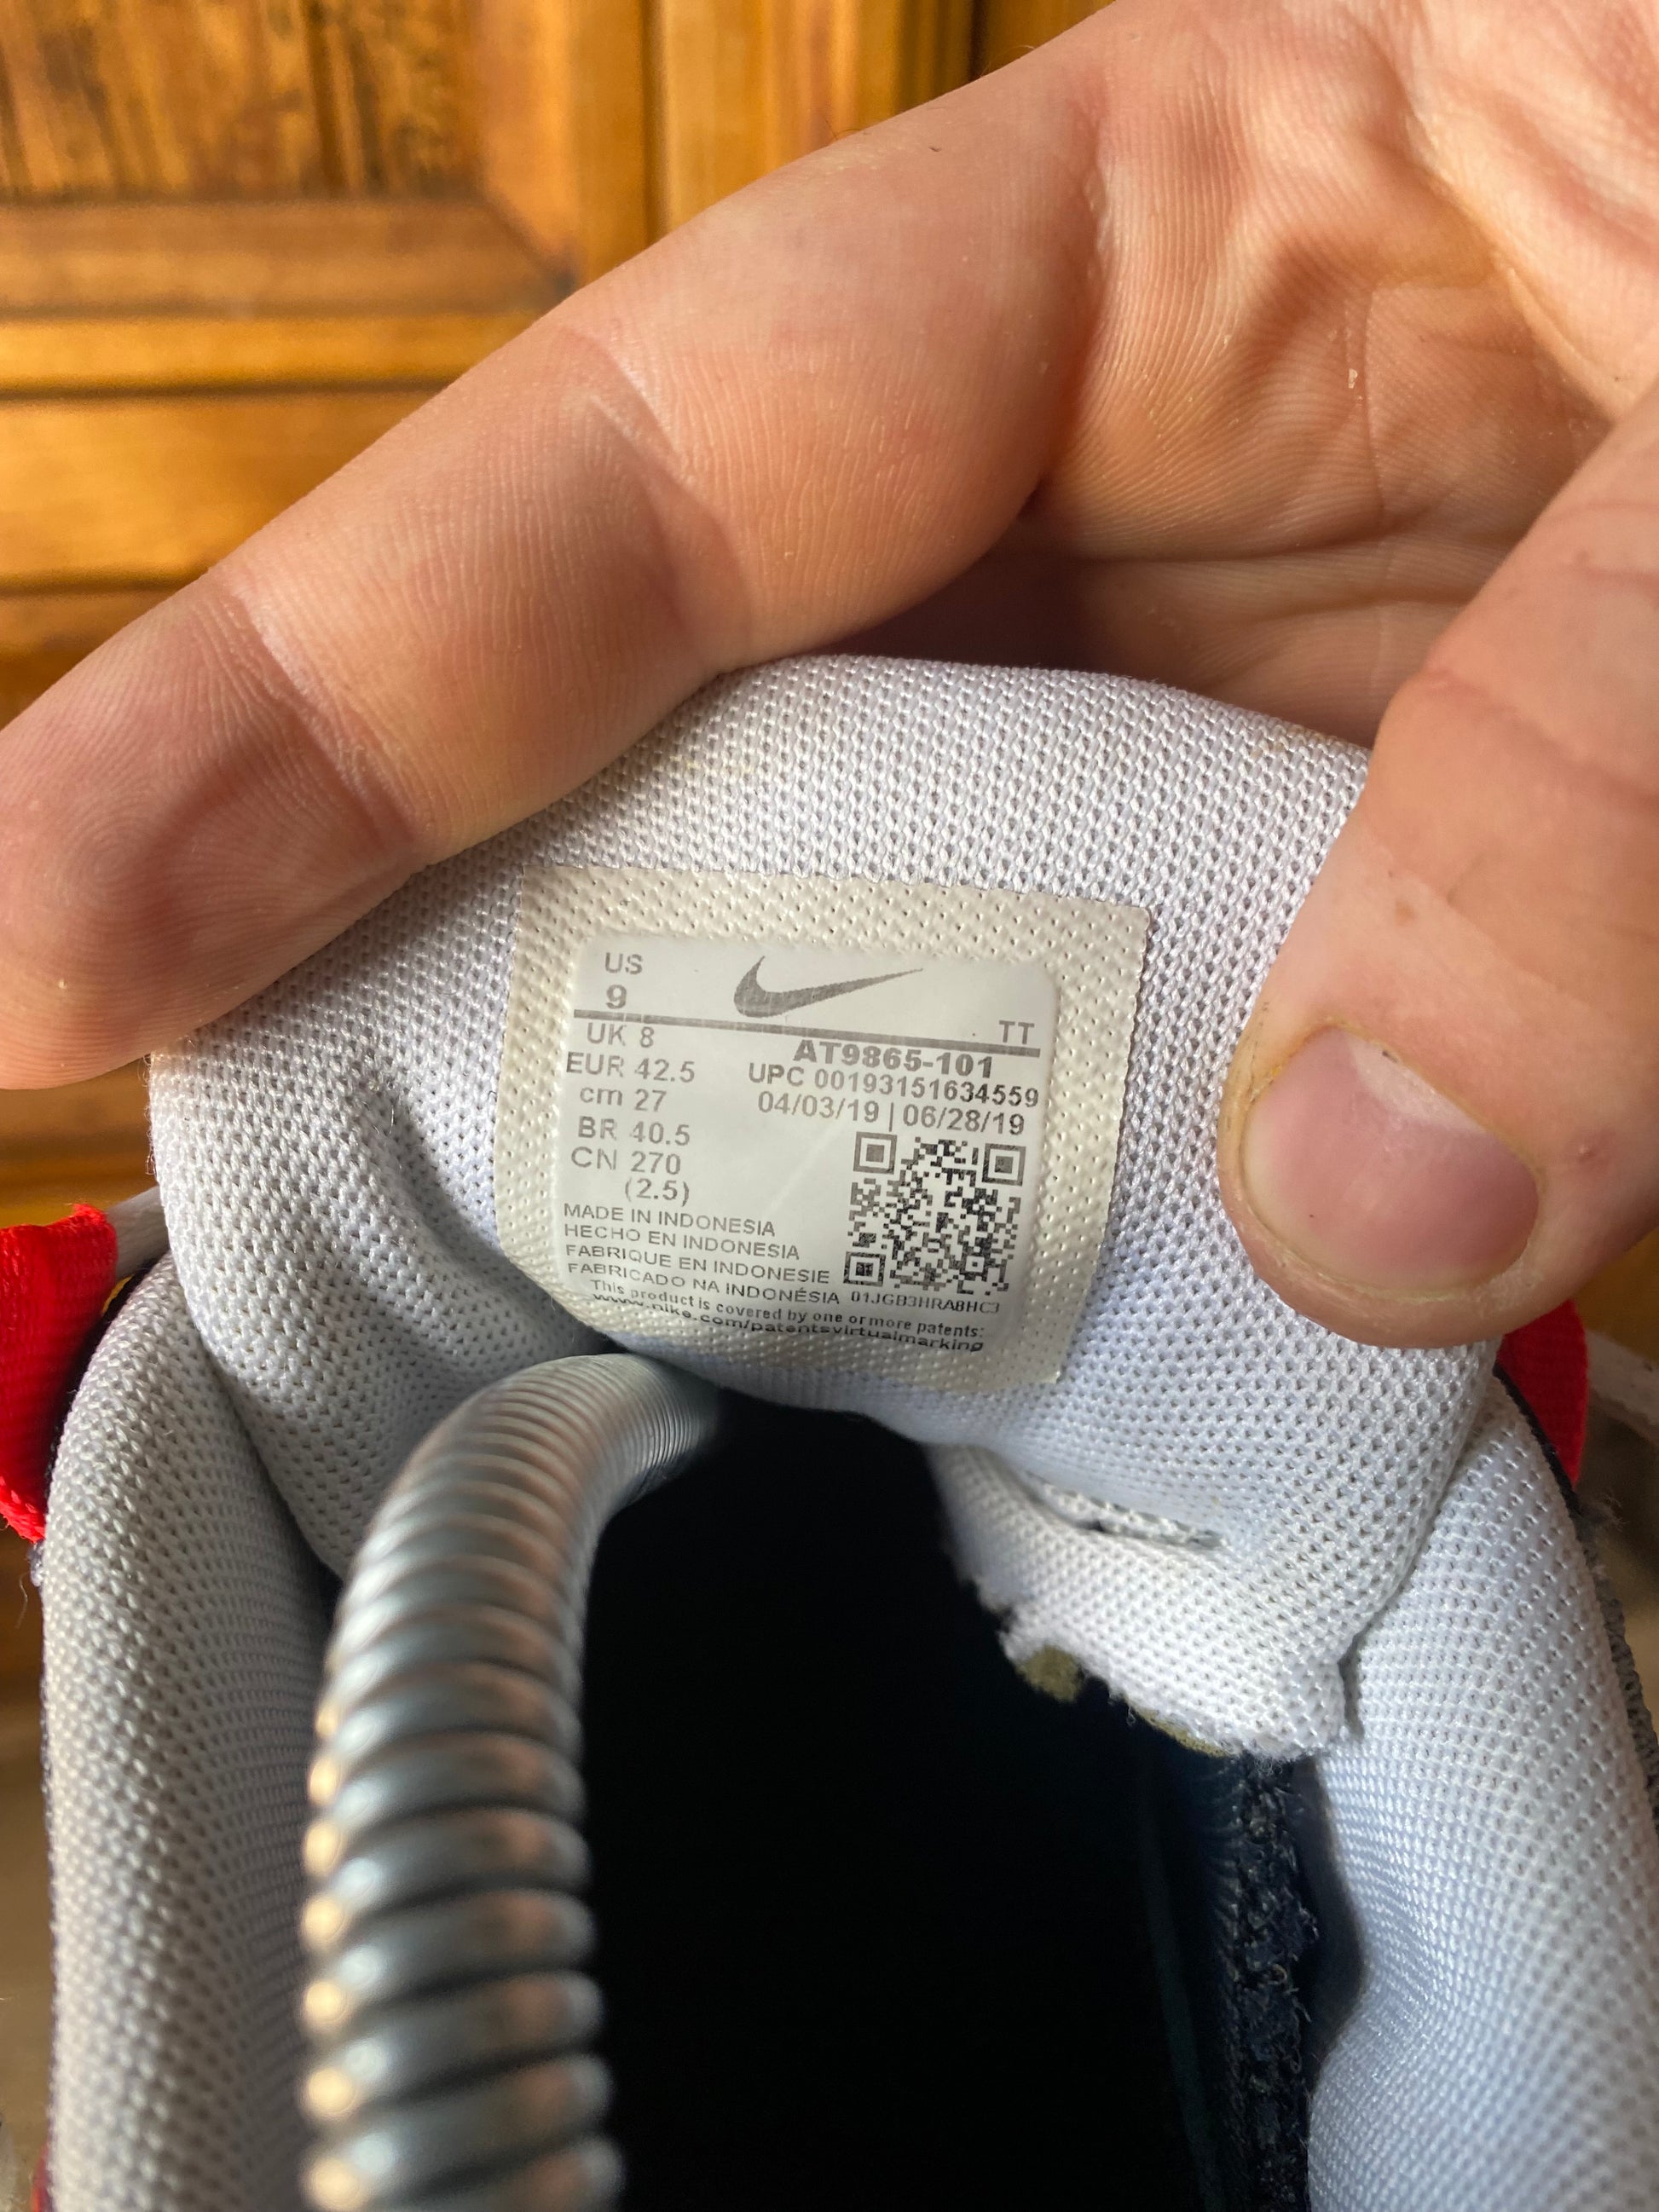 US
9
TT
UK 8
EUR 42.5
cm 27
BR 40.5
CN 270
(2.5)
AT9865-101
UPC 00193151634559
04/03/19 | 06/28/19
MADE IN INDONESIA
HECHO EN INDONESIA
FABRIQUE EN INDONESIE
FABRICADO NA INDONÉSIA
01JGB3HRA8HC3
This product is covered by one or more patents:
www.nike.com/patentsvirtualmarking